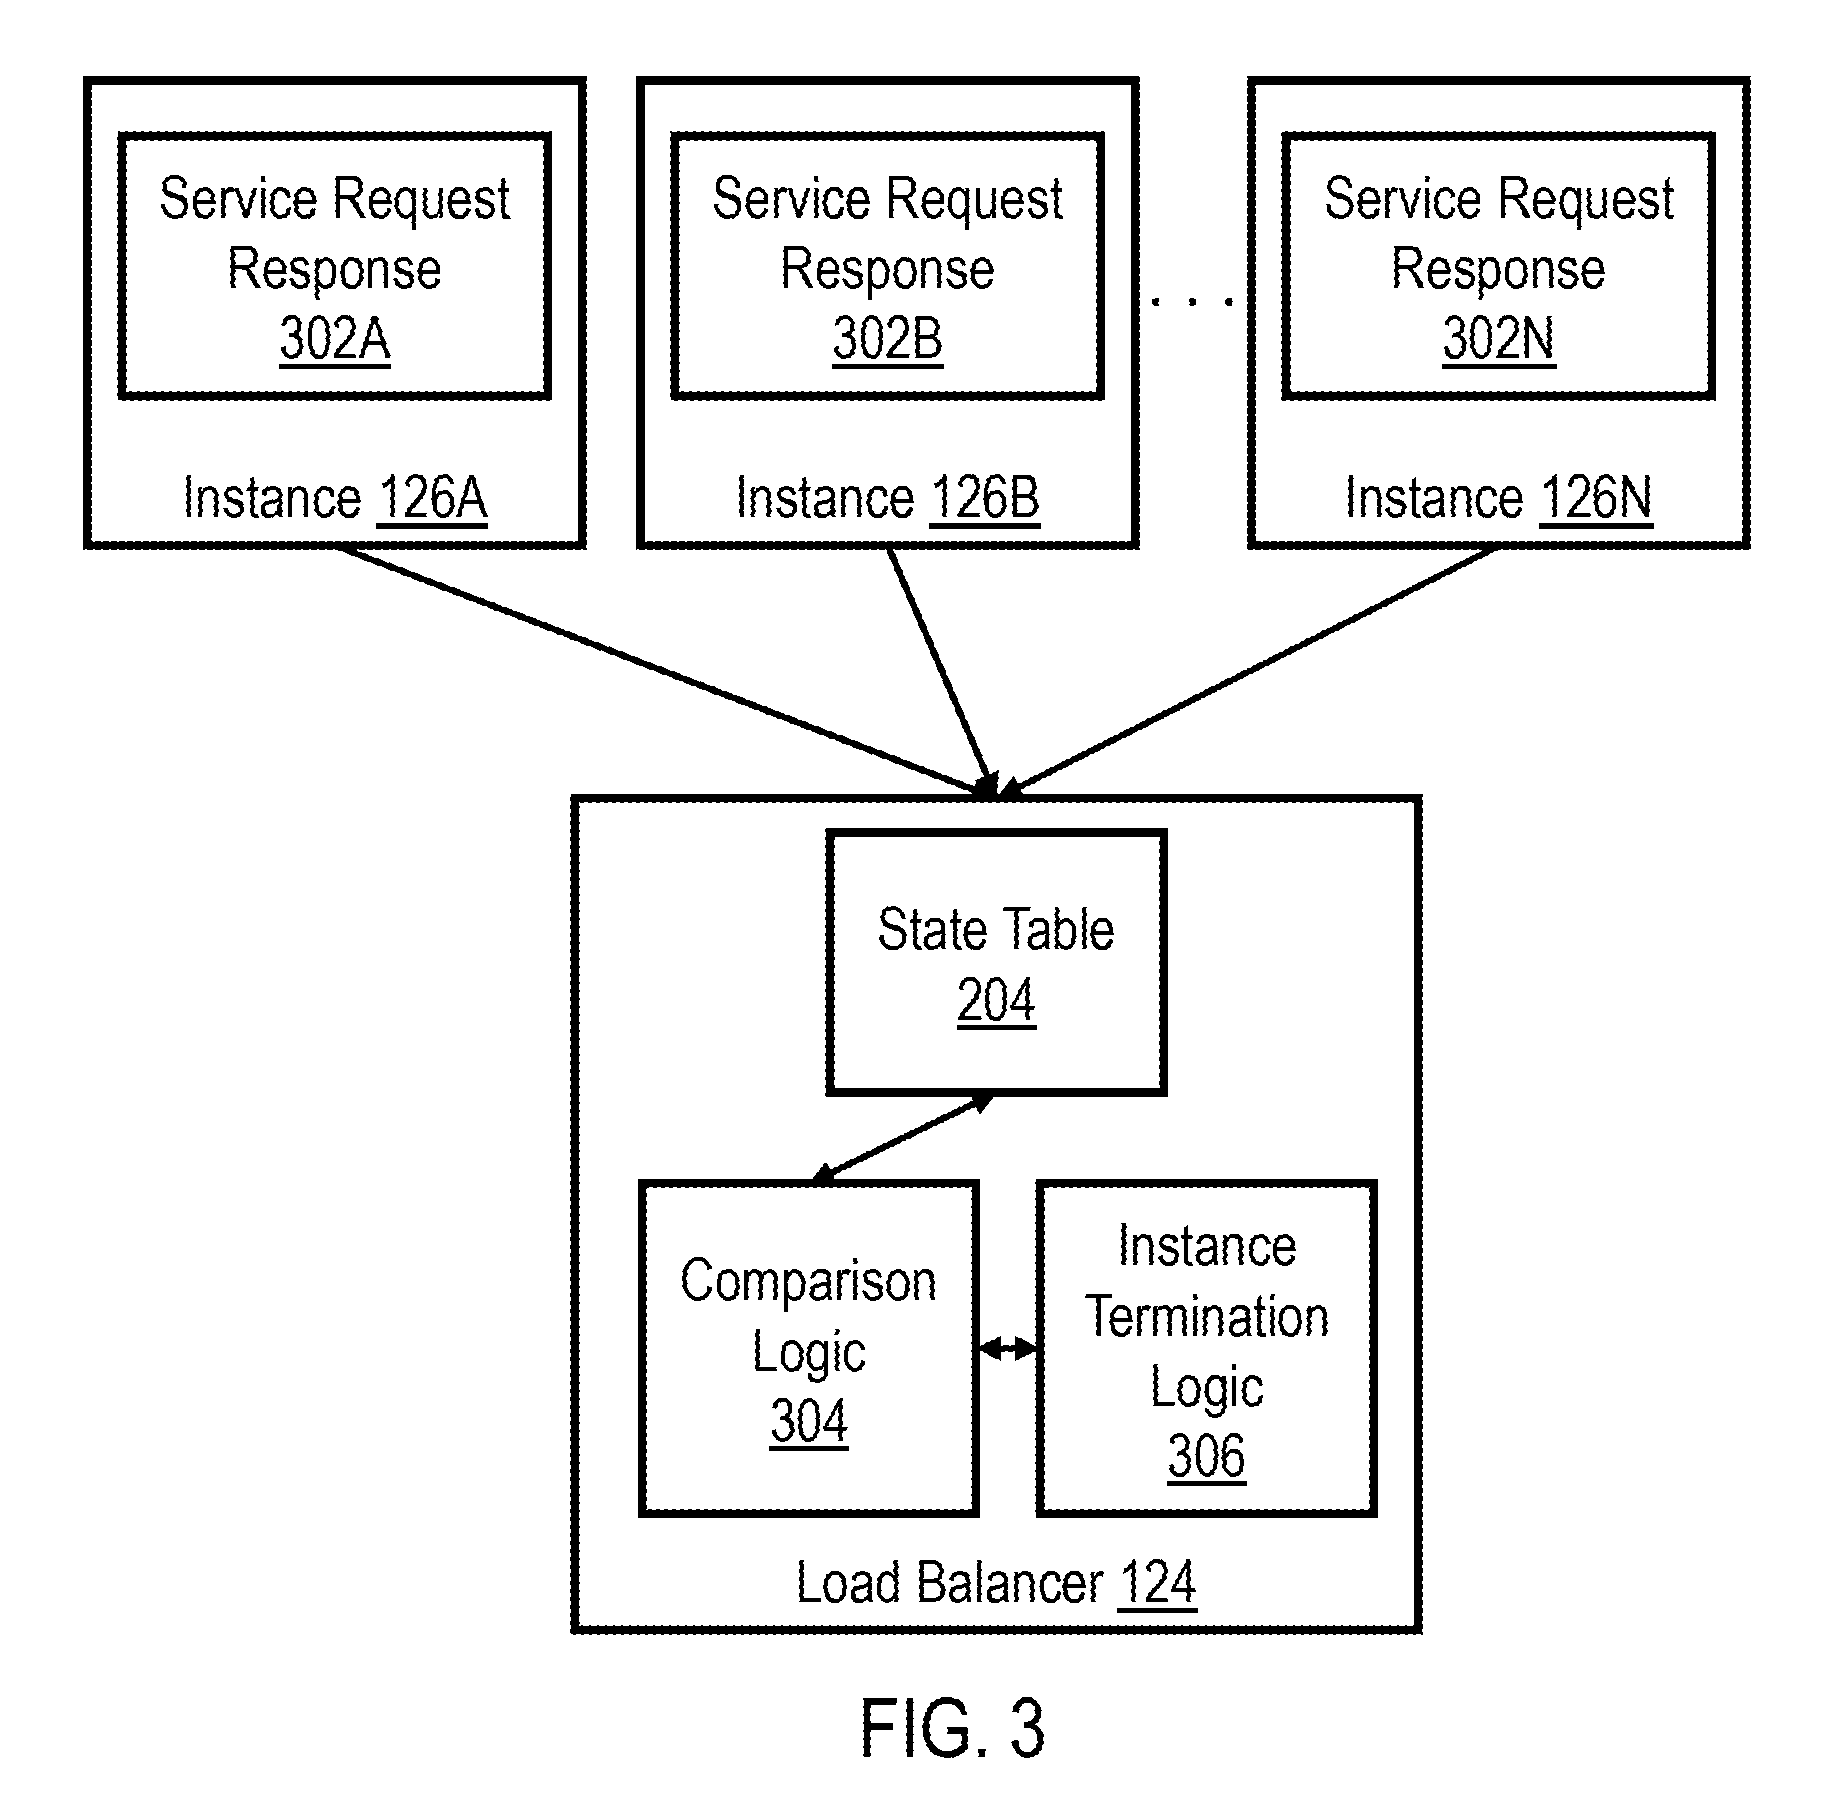 Service Request
Response
302A
Instance 126A
Service Request
Response
302B
Instance 126B
. . .
Service Request
Response
302N
Instance 126N
State Table
204
Comparison
Logic
304
Instance
Termination
Logic
306
Load Balancer 124
FIG. 3